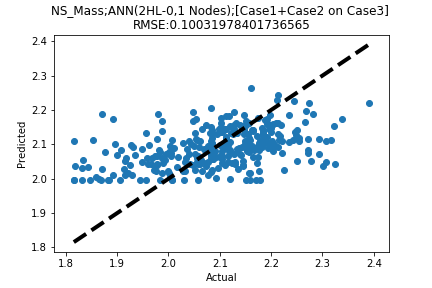 NS_Mass;ANN(2HL-0,1 Nodes);[Case1+Case2 on Case3]
RMSE:0.10031978401736565
2.4
2.3
2.2
2.1
2.0
1.9
1.8
Predicted
1.8 1.9 2.0 2.1 2.2 2.3 2.4
Actual